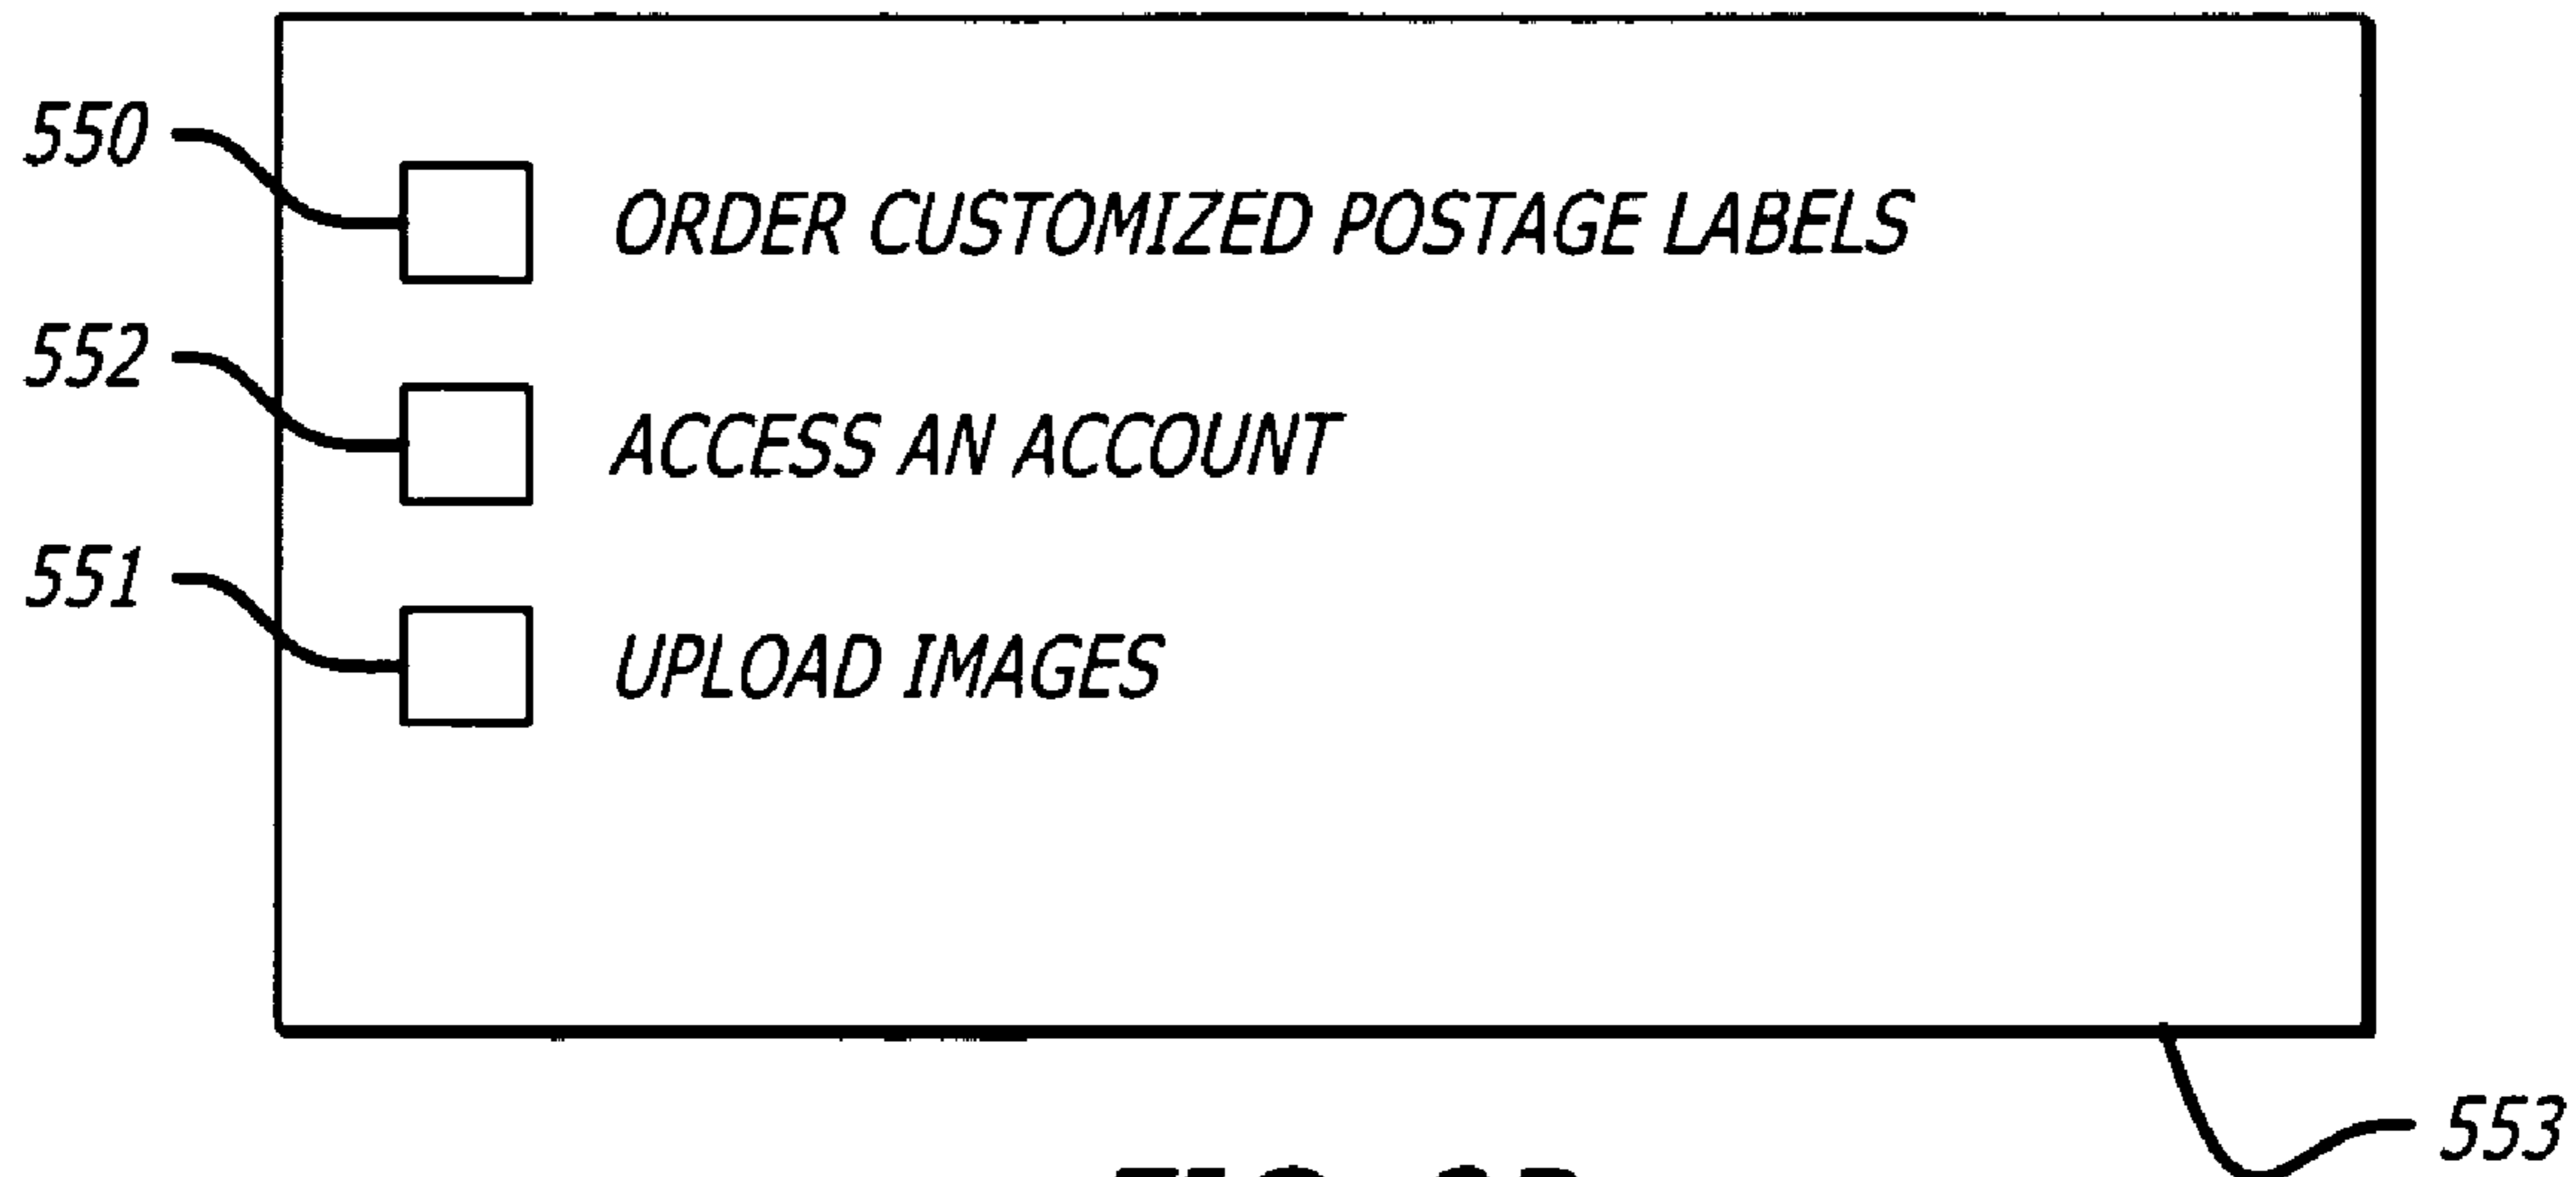 550
ORDER CUSTOMIZED POSTAGE LABELS
552
ACCESS AN ACCOUNT
551
UPLOAD IMAGES
553